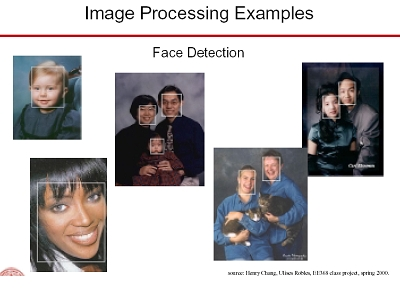 Image Processing Examples
Face Detection
source: Henry Chang, Ulises Robles, EE368 class project, spring 2000.